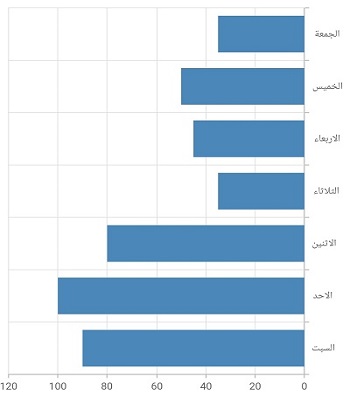 الجمعة
الخميس
الاربعاء
الثلاثاء
الاثنين
الاحد
السبت
120 100 80 60 40 20 0